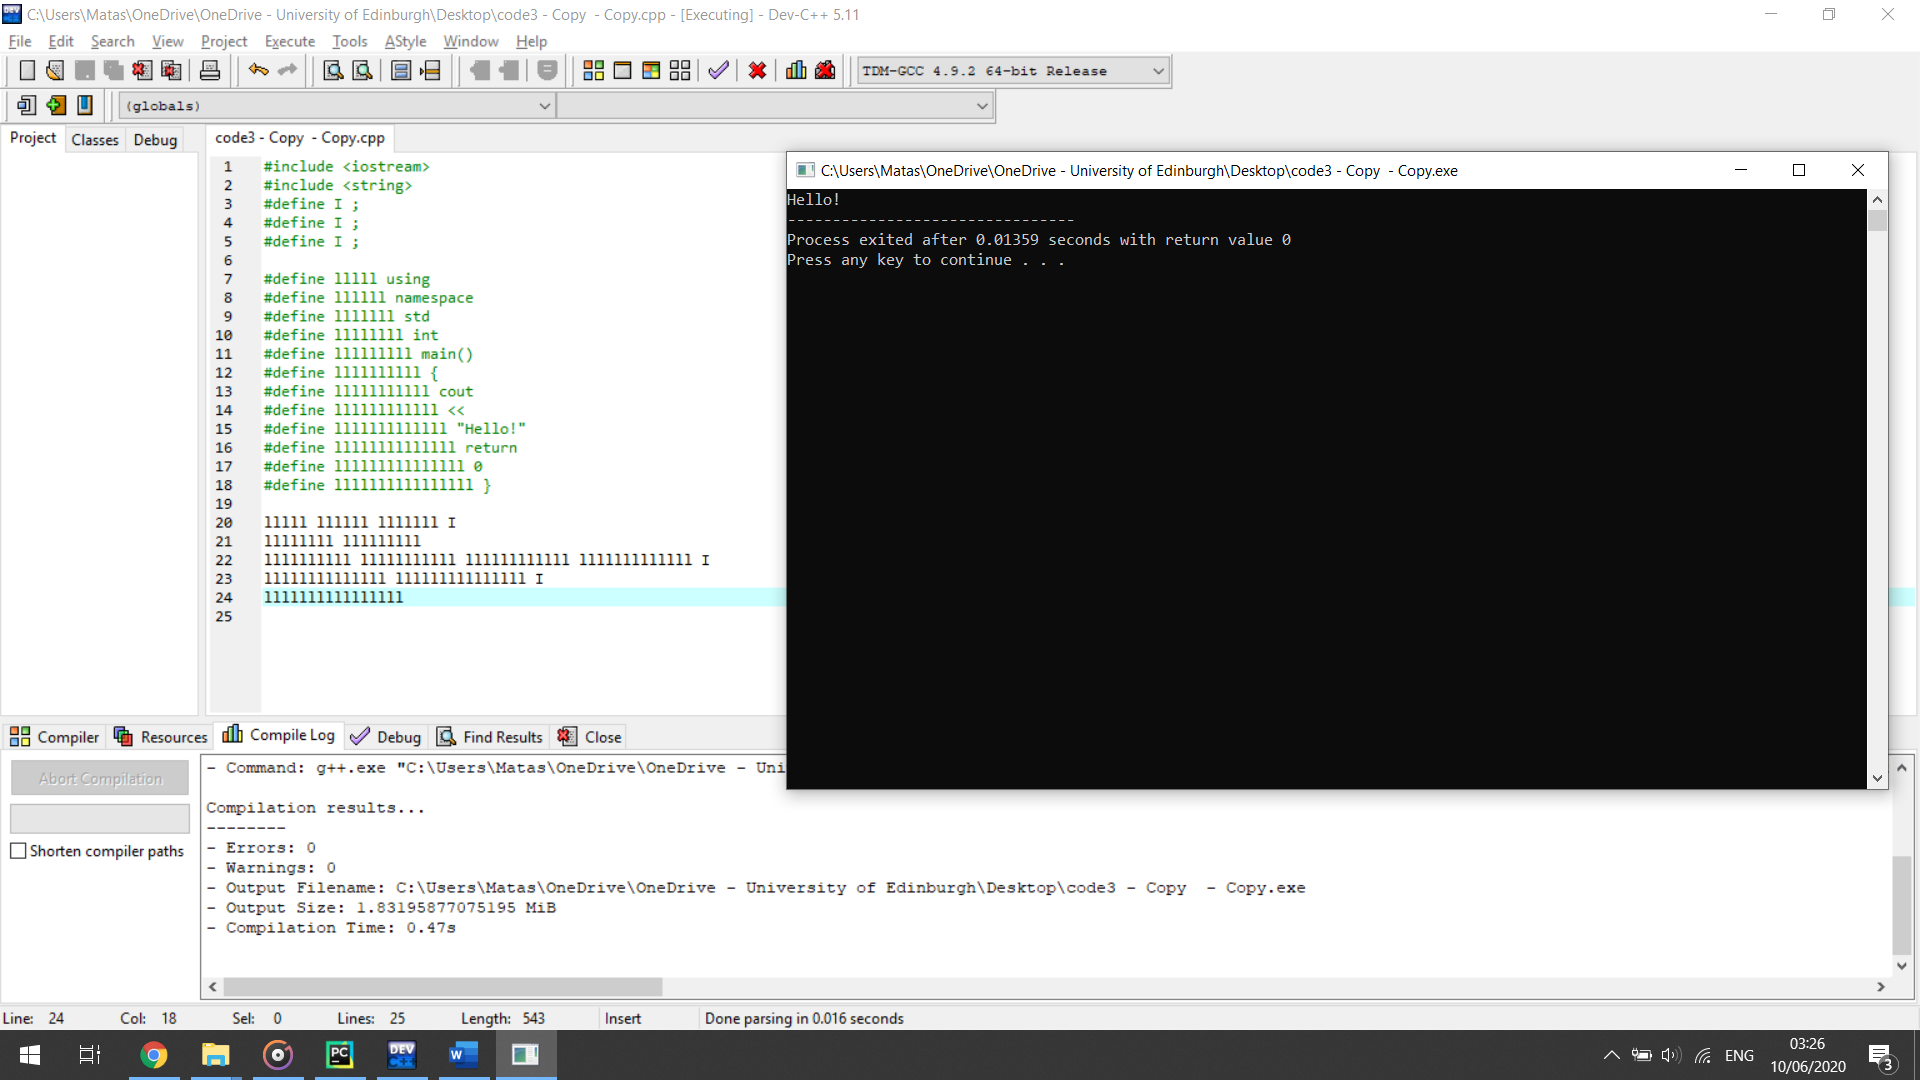 C:\Users\Matas\OneDrive\OneDrive - University of Edinburgh\Desktop\code3 - Copy  - Copy.cpp - [Executing] - Dev-C++ 5.11
File Edit Search View Project Execute Tools AStyle Window Help
TDM-GCC 4.9.2 64-bit Release
(globals)
Project Classes Debug
code3 - Copy  - Copy.cpp
1 #include <iostream>
2 #include <string>
3 #define I ;
4 #define I ;
5 #define I ;
6
7 #define lllll using
8 #define llllll namespace
9 #define lllllll std
10 #define llllllll int
11 #define lllllllll main()
12 #define llllllllll {
13 #define lllllllllll cout
14 #define llllllllllll <<
15 #define lllllllllllll "Hello!"
16 #define llllllllllllll return
17 #define lllllllllllllll 0
18 #define llllllllllllllll }
19
20 lllll llllll lllllll I
21 llllllll lllllllll
22 llllllllll lllllllllll llllllllllll lllllllllllll I
23 llllllllllllll lllllllllllllll I
24 llllllllllllllll
25
C:\Users\Matas\OneDrive\OneDrive - University of Edinburgh\Desktop\code3 - Copy  - Copy.exe
Hello!
--------------------------------
Process exited after 0.01359 seconds with return value 0
Press any key to continue . . .
Compiler Resources Compile Log Debug Find Results Close
Abort Compilation
Shorten compiler paths
- Command: g++.exe "C:\Users\Matas\OneDrive\OneDrive - Uni
Compilation results...
--------
- Errors: 0
- Warnings: 0
- Output Filename: C:\Users\Matas\OneDrive\OneDrive - University of Edinburgh\Desktop\code3 - Copy  - Copy.exe
- Output Size: 1.83195877075195 MiB
- Compilation Time: 0.47s
Line: 24 Col: 18 Sel: 0 Lines: 25 Length: 543 Insert Done parsing in 0.016 seconds
PC DEV C++ W
ENG
03:26
10/06/2020
3